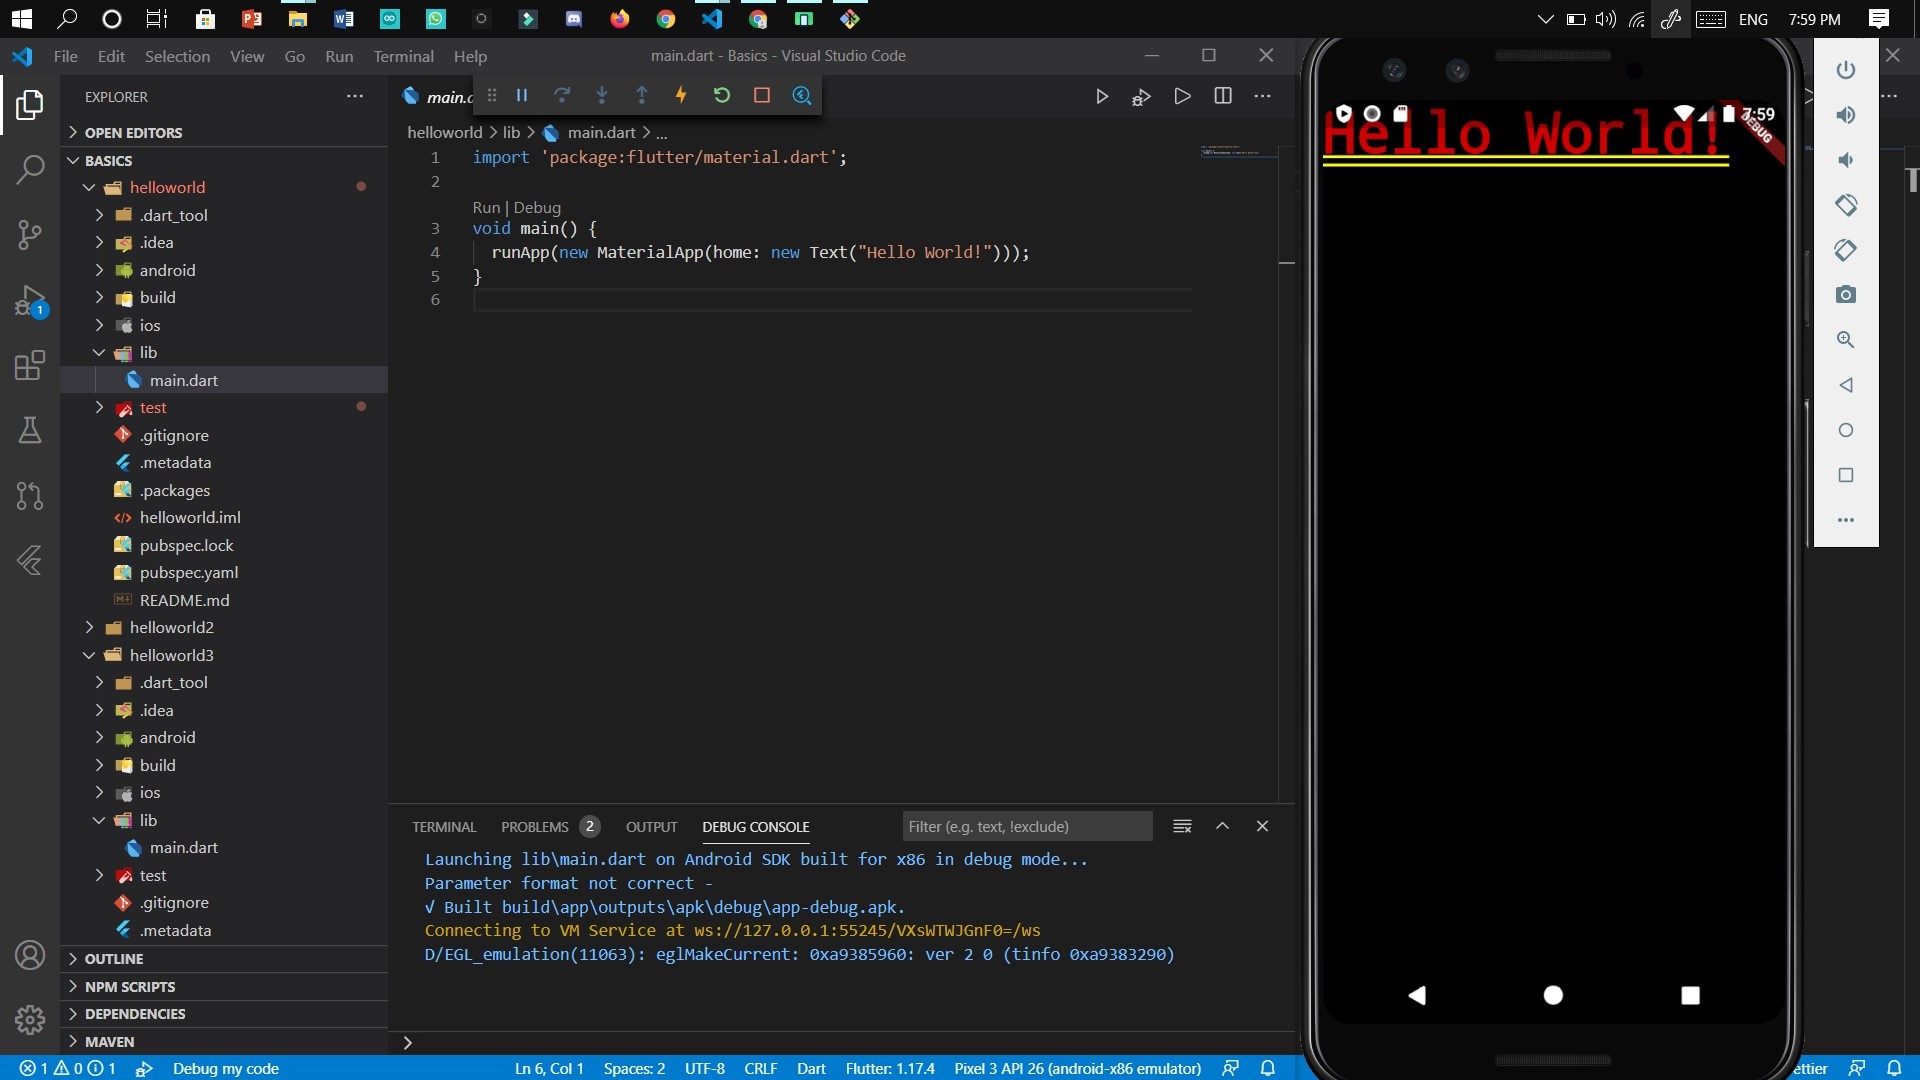 ENG
7:59 PM
File Edit Selection View Go Run Terminal Help
main.dart - Basics - Visual Studio Code
EXPLORER
OPEN EDITORS
BASICS
helloworld
.dart_tool
.idea
android
build
ios
lib
main.dart
test
.gitignore
.metadata
.packages
helloworld.iml
pubspec.lock
pubspec.yaml
README.md
helloworld2
helloworld3
.dart_tool
.idea
android
build
ios
lib
main.dart
test
.gitignore
.metadata
OUTLINE
NPM SCRIPTS
DEPENDENCIES
MAVEN
1
main.d
helloworld > lib > main.dart > ...
1 import 'package:flutter/material.dart';
2
Run | Debug
3 void main() {
4 runApp(new MaterialApp(home: new Text("Hello World!")));
5 }
6
TERMINAL PROBLEMS 2 OUTPUT DEBUG CONSOLE
Filter (e.g. text, !exclude)
Launching lib\main.dart on Android SDK built for x86 in debug mode...
Parameter format not correct -
√ Built build\app\outputs\apk\debug\app-debug.apk.
Connecting to VM Service at ws://127.0.0.1:55245/VXsWTWJGnF0=/ws
D/EGL_emulation(11063): eglMakeCurrent: 0xa9385960: ver 2 0 (tinfo 0xa9383290)
7:59
DEBUG
Hello World!
1 0 1 Debug my code Ln 6, Col 1 Spaces: 2 UTF-8 CRLF Dart Flutter: 1.17.4 Pixel 3 API 26 (android-x86 emulator) ettier